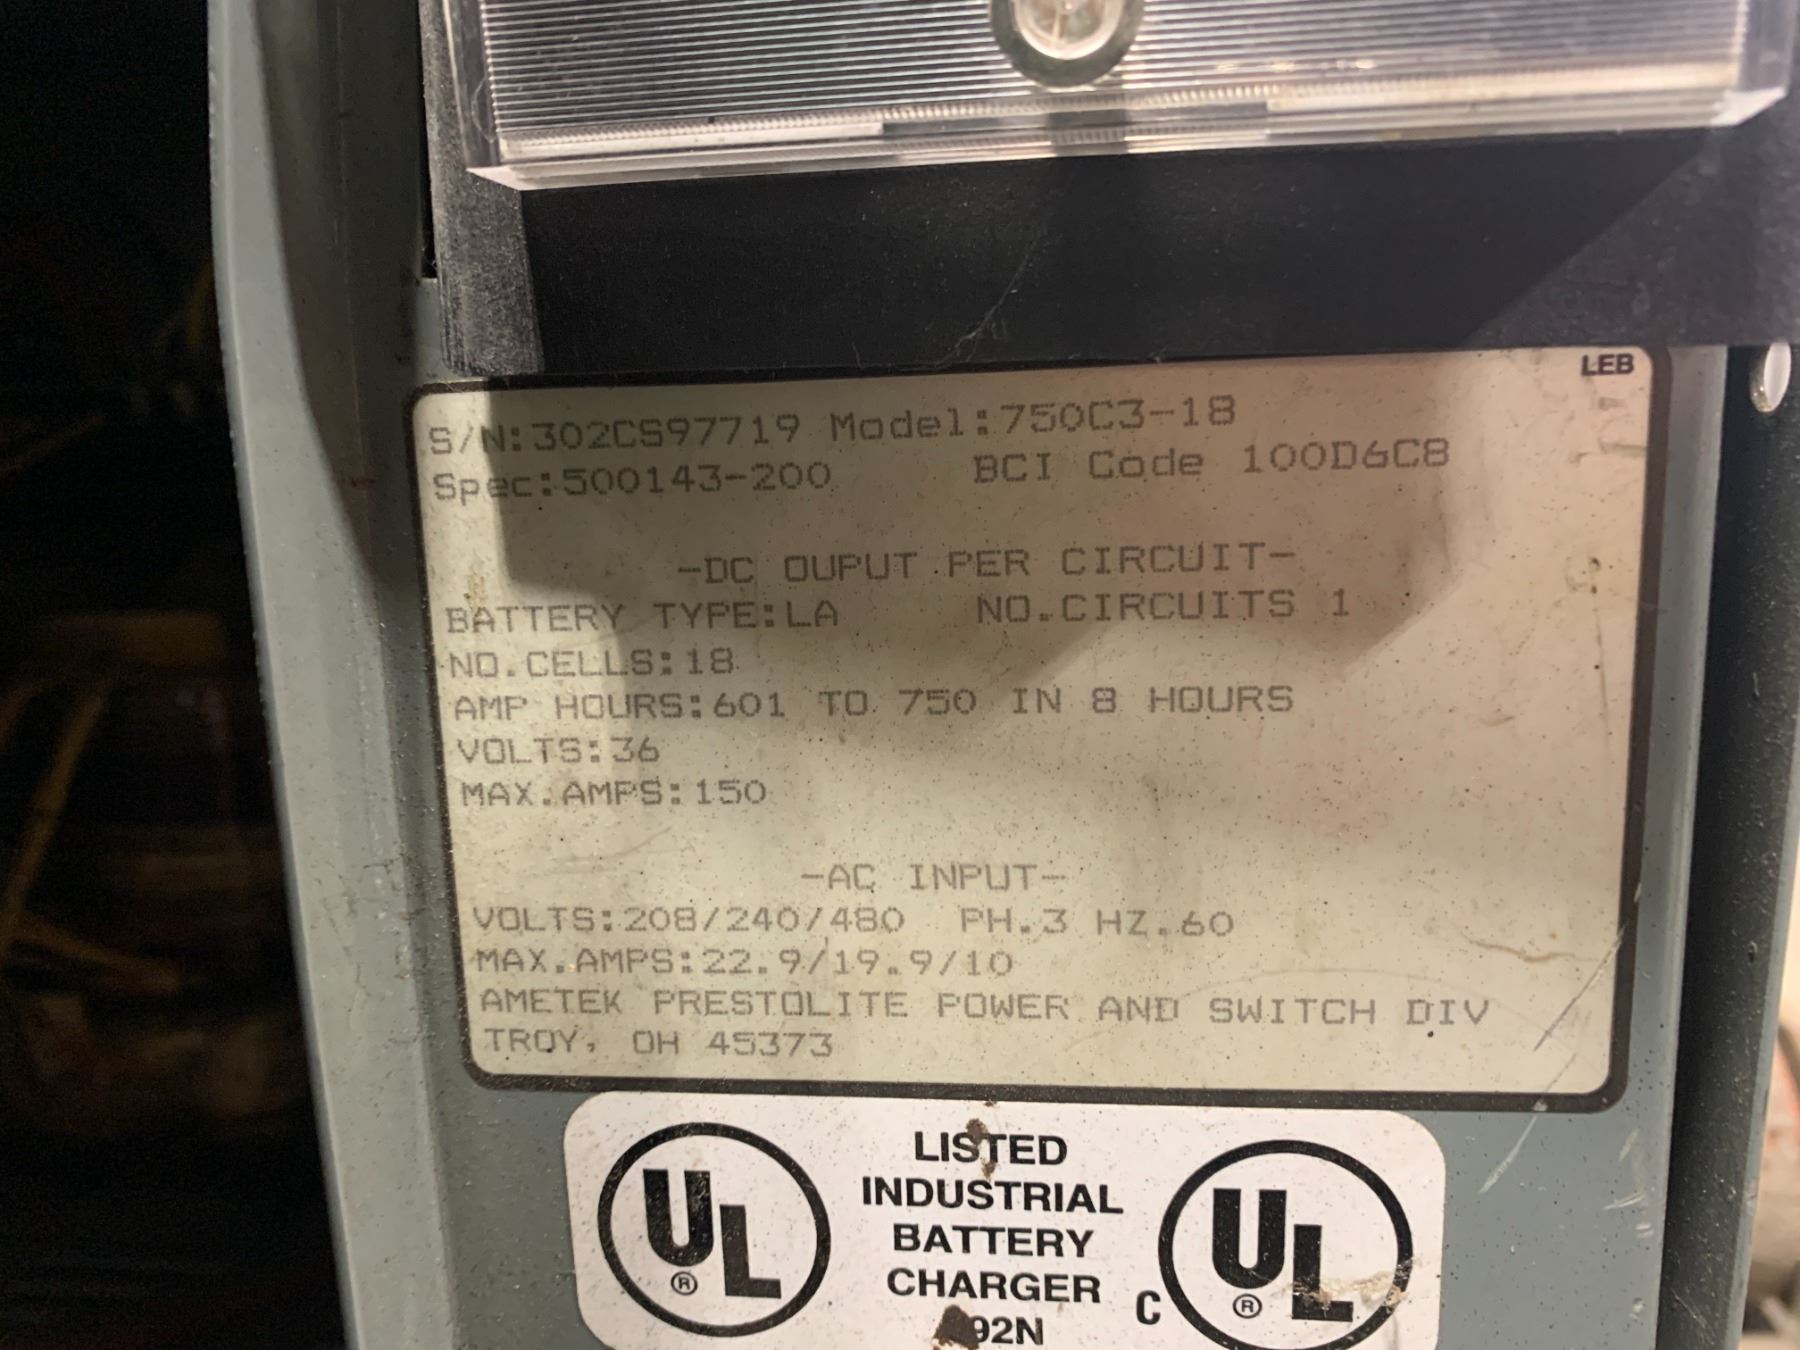 LEB
S/N:302CS97719 Model:750C3-18
Spec:500143-200 BCI Code 100D6C8
-DC OUPUT PER CIRCUIT-
BATTERY TYPE:LA NO.CIRCUITS 1
NO.CELLS:18
AMP HOURS:601 TO 750 IN 8 HOURS
VOLTS:36
MAX.AMPS:150
-AC INPUT-
VOLTS:208/240/480 PH.3 HZ.60
MAX.AMPS:22.9/19.9/10
AMETEK PRESTOLITE POWER AND SWITCH DIV
TROY, OH 45373
UL ®
LISTED
INDUSTRIAL
BATTERY
CHARGER
C UL ®